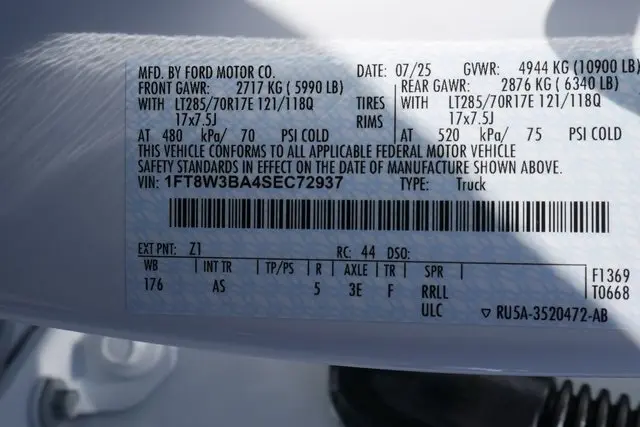 MFD. BY FORD MOTOR CO. DATE: 07/25 GVWR: 4944 KG (10900 LB)
FRONT GAWR: 2717 KG ( 5990 LB) REAR GAWR: 2876 KG ( 6340 LB)
WITH LT285/70R17E 121/118Q TIRES WITH LT285/70R17E 121/118Q
17x7.5J RIMS 17x7.5J
AT 480 kPa/ 70 PSI COLD AT 520 kPa/ 75 PSI COLD
THIS VEHICLE CONFORMS TO ALL APPLICABLE FEDERAL MOTOR VEHICLE
SAFETY STANDARDS IN EFFECT ON THE DATE OF MANUFACTURE SHOWN ABOVE.
VIN: 1FT8W3BA4SEC72937 TYPE: Truck
EXT PNT: Z1 RC: 44 DSO:
WB INT TR TP/PS R AXLE TR SPR F1369
176 AS 5 3E F RRLL T0668
ULC ▽ RU5A-3520472-AB